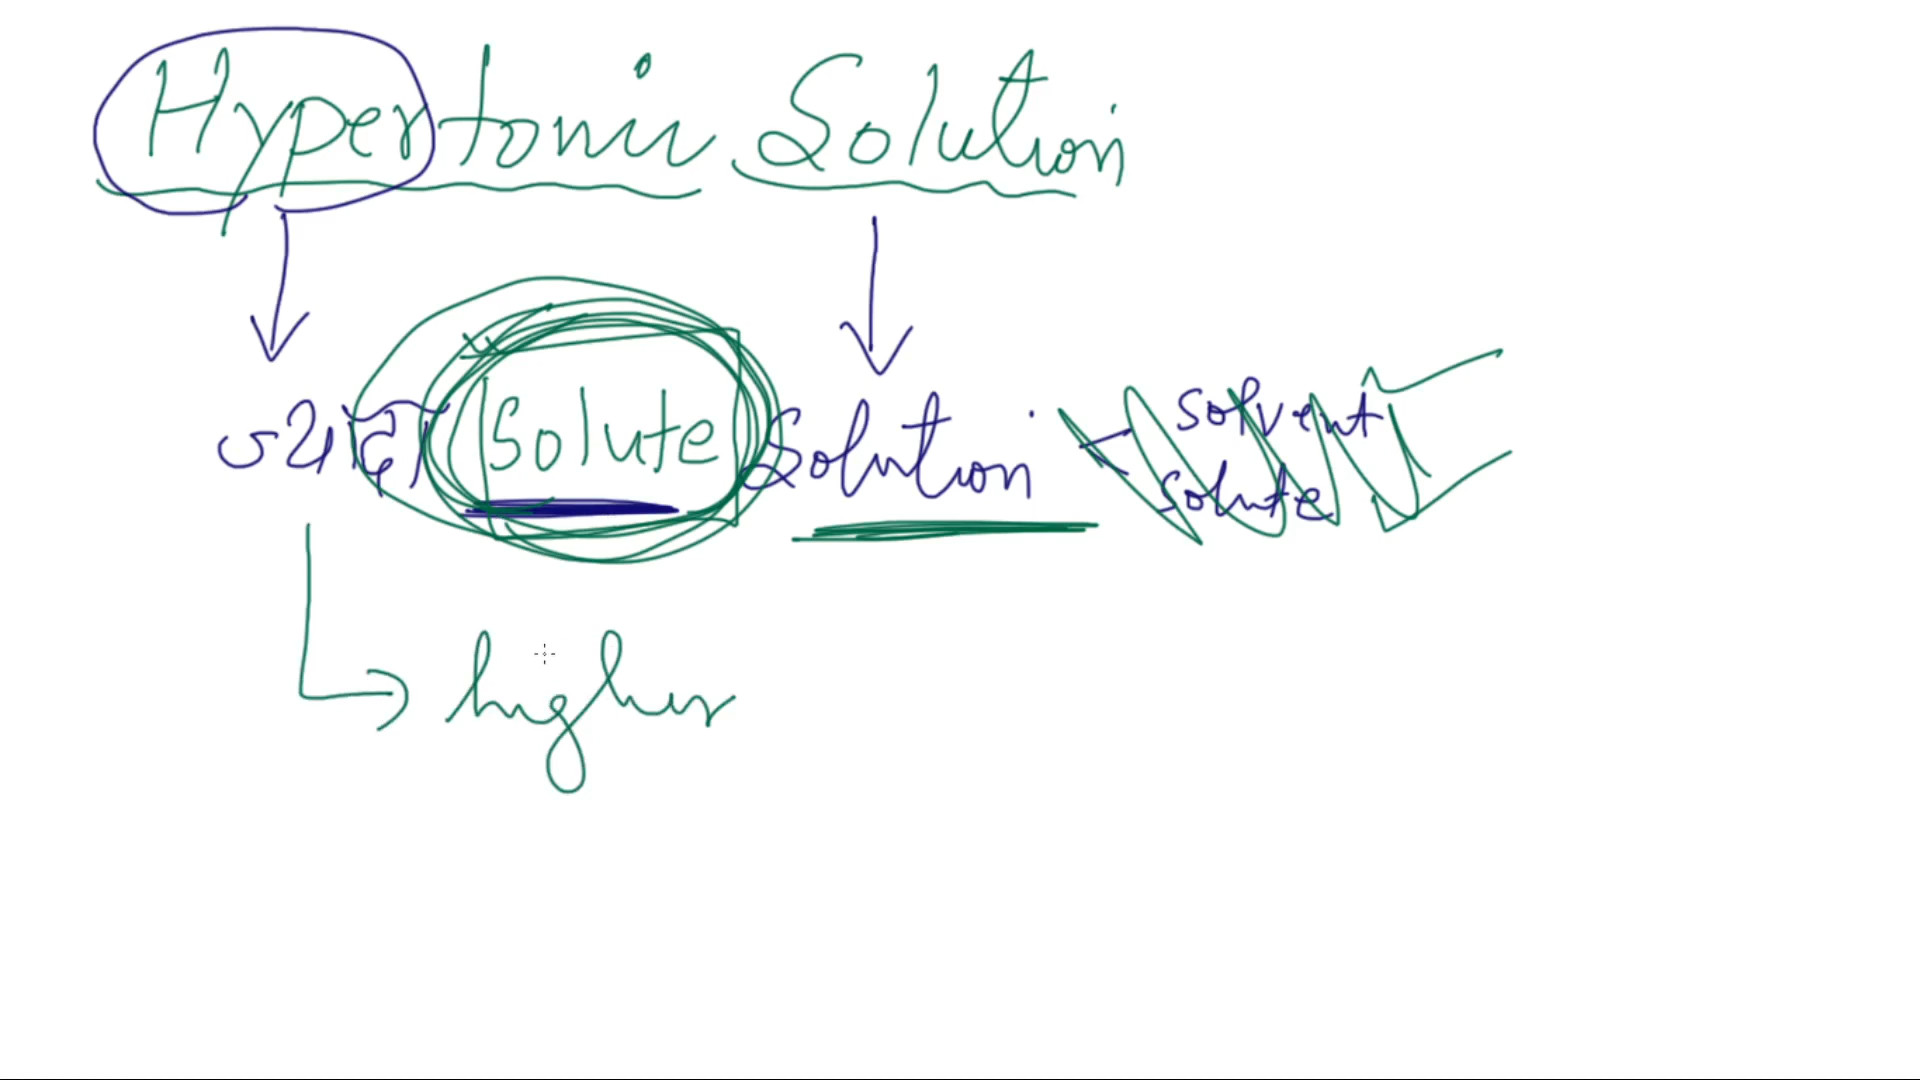 Hypertonic Solution
Solute Solution
Solvent
Solute
higher